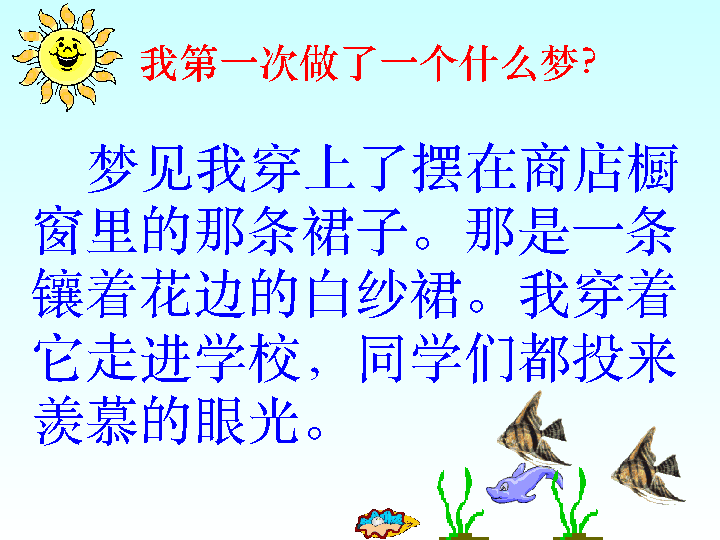 我第一次做了一个什么梦?
梦见我穿上了摆在商店橱
窗里的那条裙子。那是一条
镶着花边的白纱裙。我穿着
它走进学校，同学们都投来
羡慕的眼光。